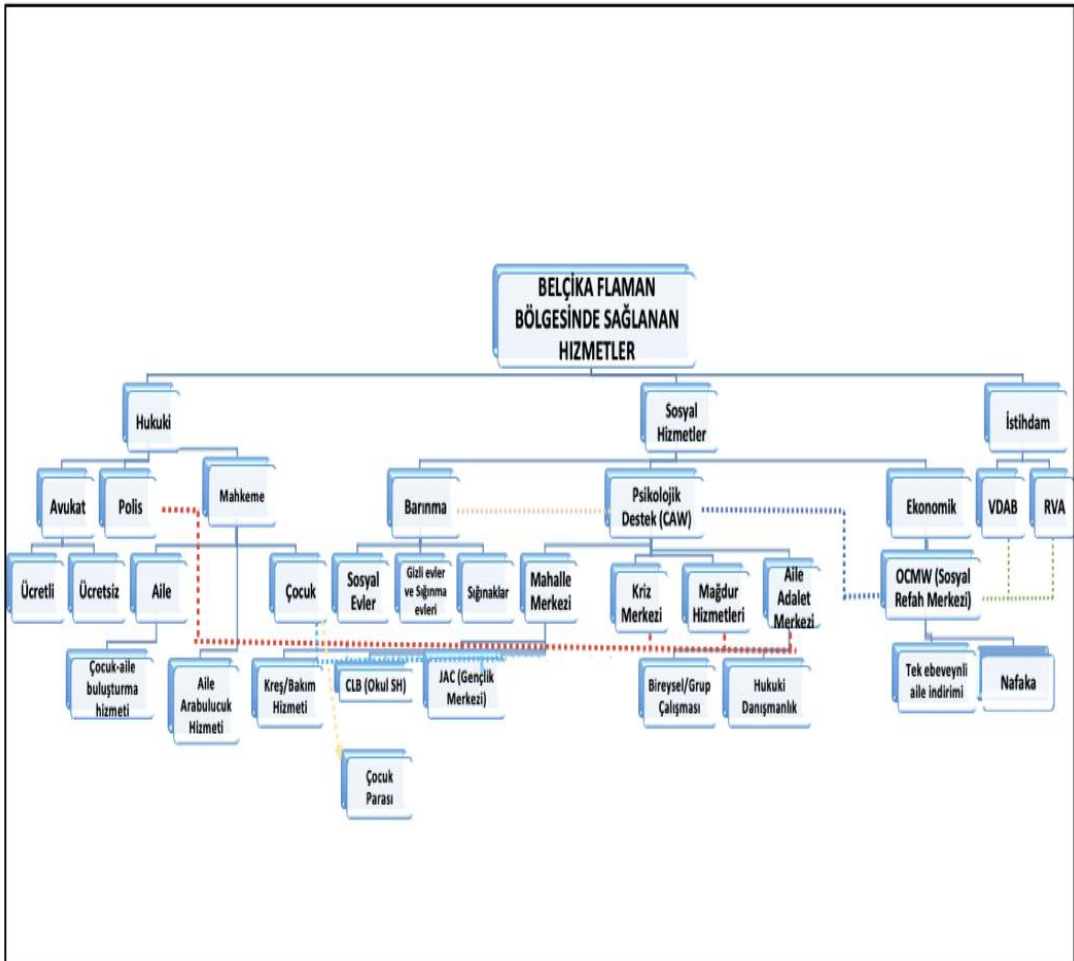 BELÇİKA FLAMAN
BÖLGESİNDE SAĞLANAN
HIZMETLER
Hukuki
Sosyal
Hizmetler
İstihdam
Avukat
Polis
Mahkeme
Barınma
Psikolojik
Destek (CAW)
Ekonomik
VDAB
RVA
Ücretli
Ücretsiz
Aile
Çocuk
Sosyal
Evler
Gizli evler
ve Sığınma
evleri
Sığınaklar
Mahalle
Merkezi
Kriz
Merkezi
Mağdur
Hizmetleri
Aile
Adalet
Merkezi
OCMW (Sosyal
Refah Merkezi)
Çocuk-aile
buluşturma
hizmeti
Aile
Arabulucuk
Hizmeti
Kreş/Bakım
Hizmeti
CLB (Okul SH)
JAC (Gençlik
Merkezi)
Bireysel/Grup
Çalışması
Hukuki
Danışmanlık
Tek ebeveynli
aile indirimi
Nafaka
Çocuk
Parası